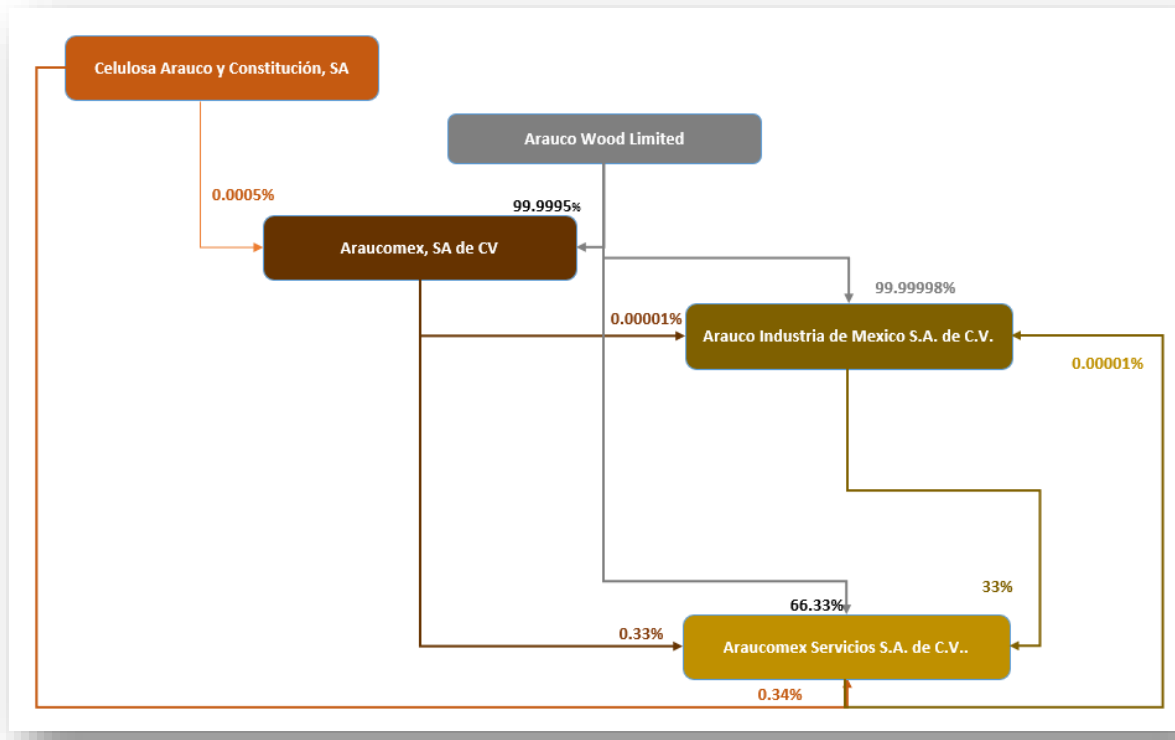 Celulosa Arauco y Constitución, SA
Arauco Wood Limited
0.0005%
99.9995%
Araucomex, SA de CV
99.99998%
0.00001%
Arauco Industria de Mexico S.A. de C.V.
0.00001%
33%
66.33%
0.33%
Araucomex Servicios S.A. de C.V..
0.34%